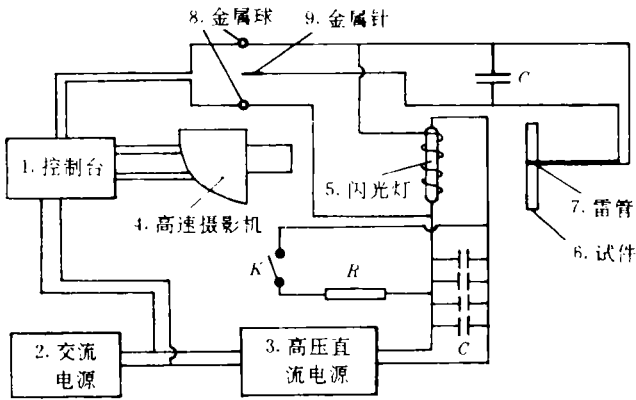 8. 金属球
9. 金属针
C
1. 控制台
5. 闪光灯
7. 雷管
4. 高速摄影机
6. 试件
K
R
2. 交流
电源
3. 高压直
流电源
C